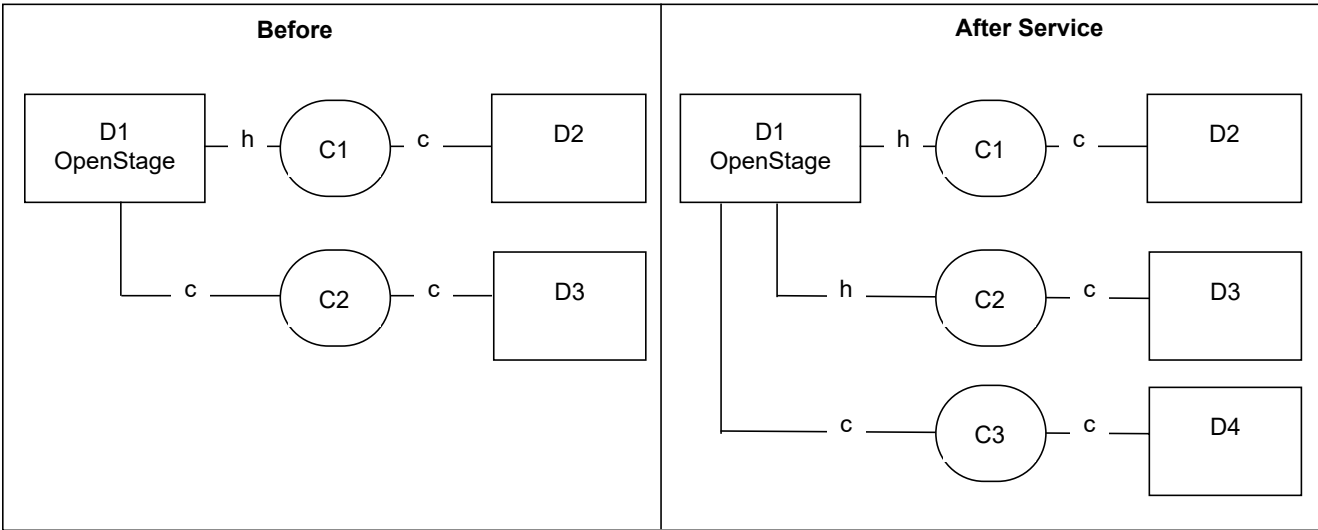 Before
D1
OpenStage
h
C1
c
D2
c
C2
c
D3
After Service
D1
OpenStage
h
C1
c
D2
h
C2
c
D3
c
C3
c
D4